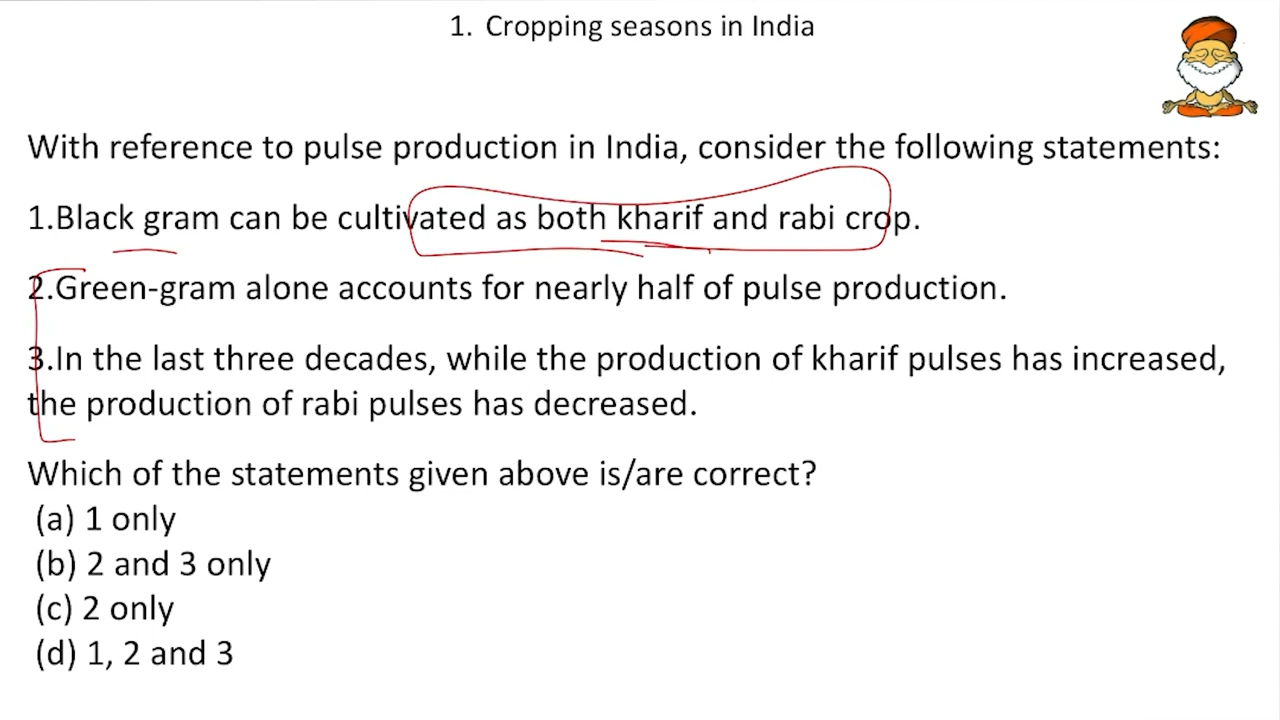 1. Cropping seasons in India
With reference to pulse production in India, consider the following statements:
1.Black gram can be cultivated as both kharif and rabi crop.
2.Green-gram alone accounts for nearly half of pulse production.
3.In the last three decades, while the production of kharif pulses has increased,
the production of rabi pulses has decreased.
Which of the statements given above is/are correct?
(a) 1 only
(b) 2 and 3 only
(c) 2 only
(d) 1, 2 and 3